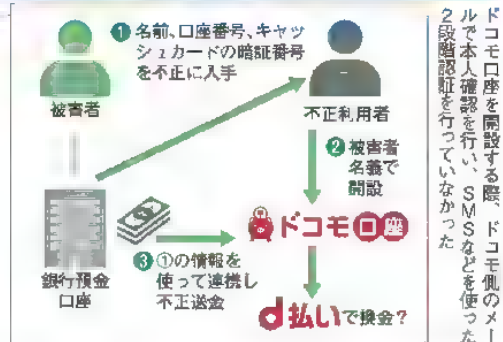 ドコモ口座を開設する際、ドコモ側のメー
ルで本人確認を行い、SMSなどを使った
2段階認証を行っていなかった
❶名前、口座番号、キャッ
シュカードの暗証番号
を不正に入手
被害者
不正利用者
❷被害者
名義で
開設
ドコモ口座
銀行預金
口座
❸①の情報を
使って連携し
不正送金
d払いで換金?